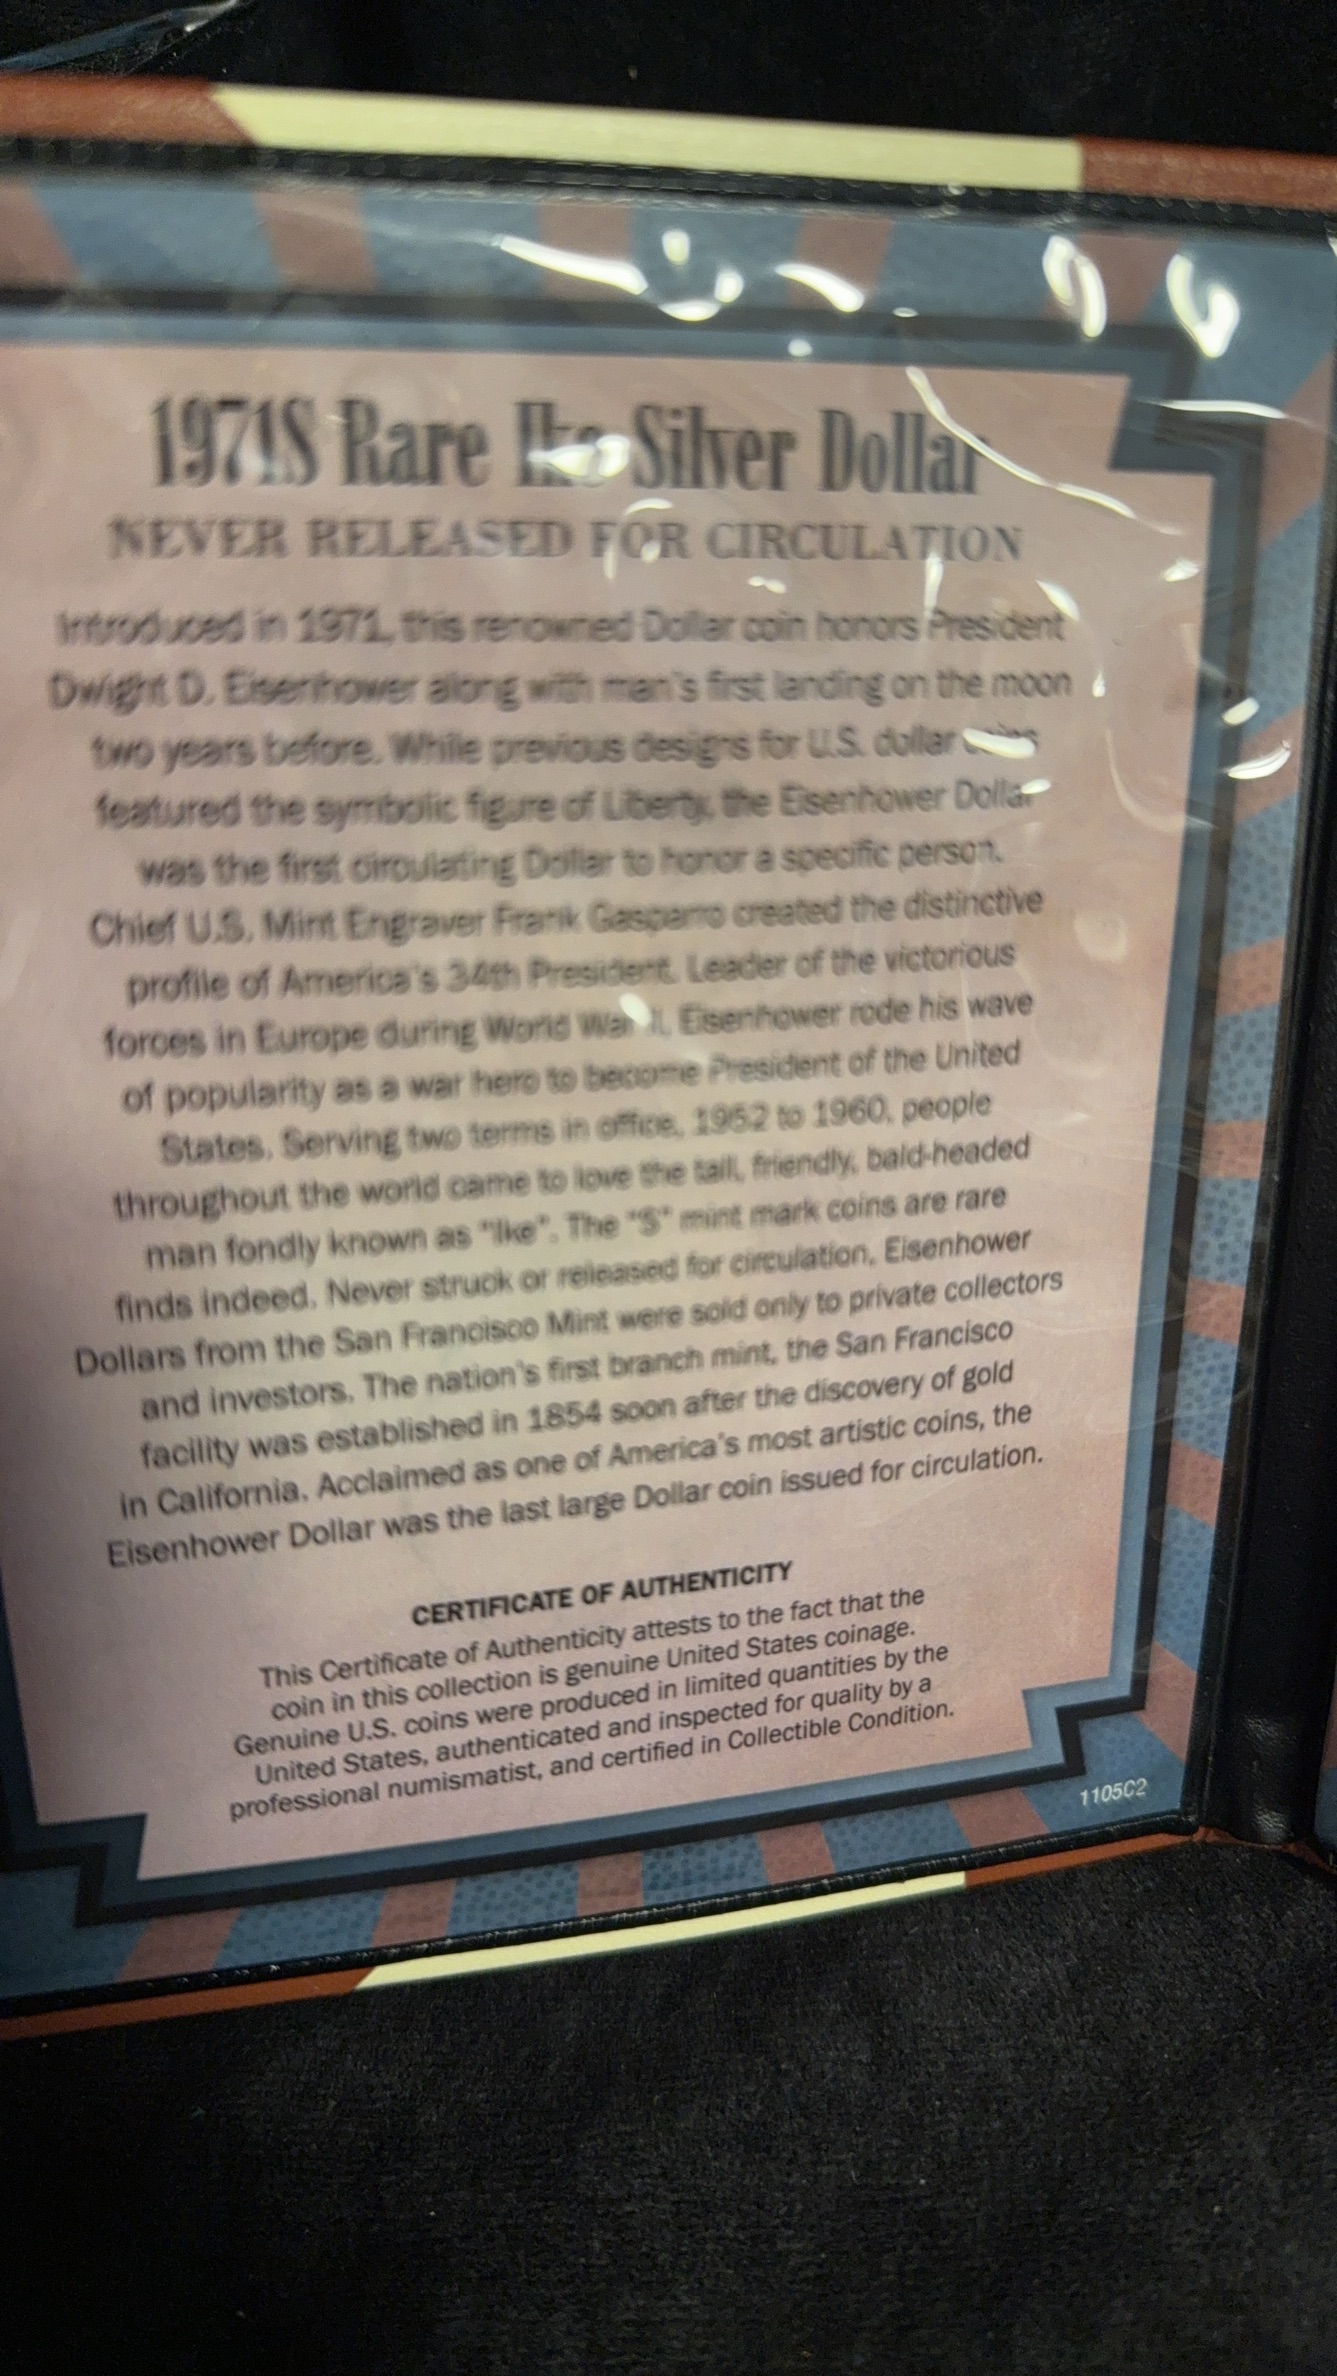 1971S Rare Ike Silver Dollar
NEVER RELEASED FOR CIRCULATION
Introduced in 1971, this renowned Dollar coin honors President
Dwight D. Eisenhower along with man's first landing on the moon
two years before. While previous designs for U.S. dollar coins
featured the symbolic figure of Liberty, the Eisenhower Dollar
was the first circulating Dollar to honor a specific person.
Chief U.S. Mint Engraver Frank Gasparro created the distinctive
profile of America's 34th President. Leader of the victorious
forces in Europe during World War II, Eisenhower rode his wave
of popularity as a war hero to become President of the United
States. Serving two terms in office, 1952 to 1960, people
throughout the world came to love the tall, friendly, bald-headed
man fondly known as "Ike". The "S" mint mark coins are rare
finds indeed. Never struck or released for circulation, Eisenhower
Dollars from the San Francisco Mint were sold only to private collectors
and investors. The nation's first branch mint, the San Francisco
facility was established in 1854 soon after the discovery of gold
in California. Acclaimed as one of America's most artistic coins, the
Eisenhower Dollar was the last large Dollar coin issued for circulation.
CERTIFICATE OF AUTHENTICITY
This Certificate of Authenticity attests to the fact that the
coin in this collection is genuine United States coinage.
Genuine U.S. coins were produced in limited quantities by the
United States, authenticated and inspected for quality by a
professional numismatist, and certified in Collectible Condition.
1105C2